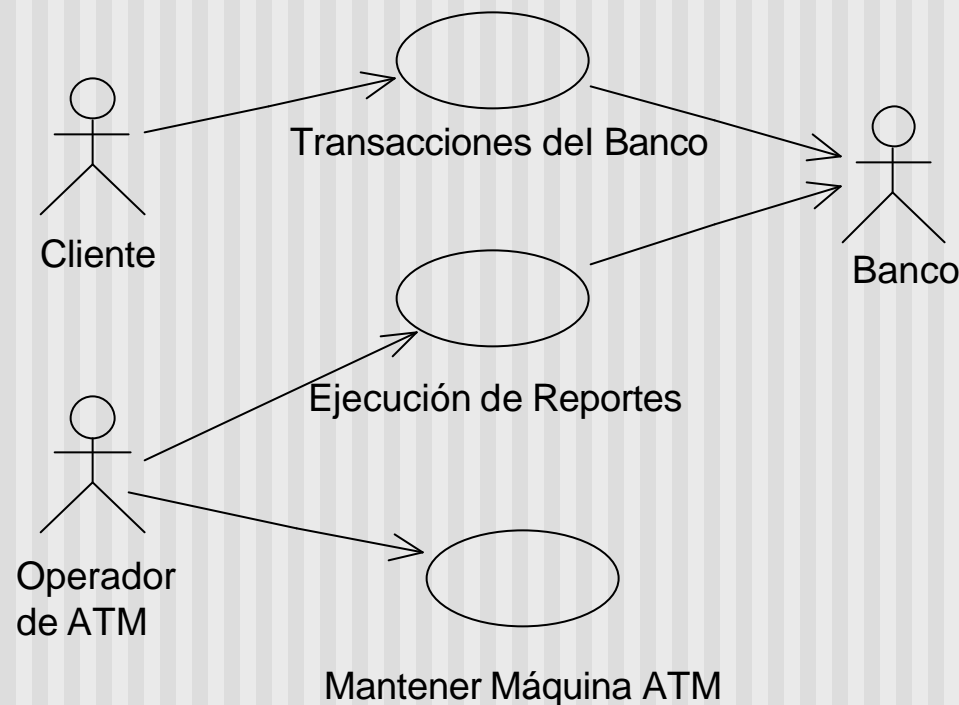 Transacciones del Banco
Cliente
Banco
Ejecución de Reportes
Operador
de ATM
Mantener Máquina ATM